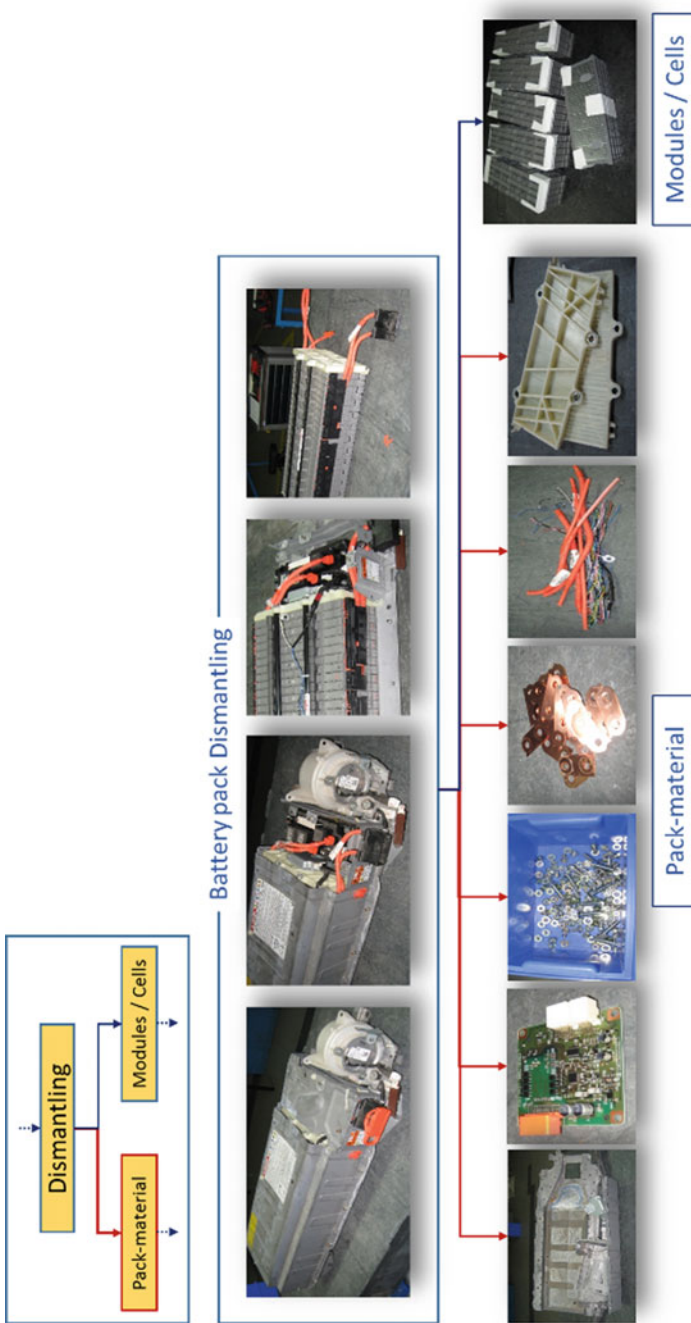 Dismantling
Pack-material
Modules / Cells
Battery pack Dismantling
Pack-material
Modules / Cells